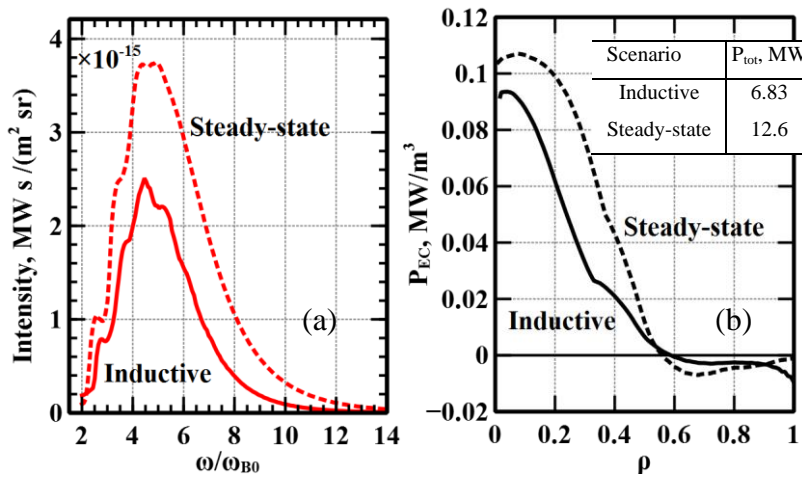 ×10⁻¹⁵
Intensity, MW s /(m² sr)
4
3
2
1
0
Steady-state
Inductive
(a)
2 4 6 8 10 12 14
ω/ω_B0
P_EC, MW/m³
0.12
0.1
0.08
0.06
0.04
0.02
0
−0.02
Scenario P_tot, MW
Inductive 6.83
Steady-state 12.6
Steady-state
Inductive
(b)
0 0.2 0.4 0.6 0.8 1
ρ